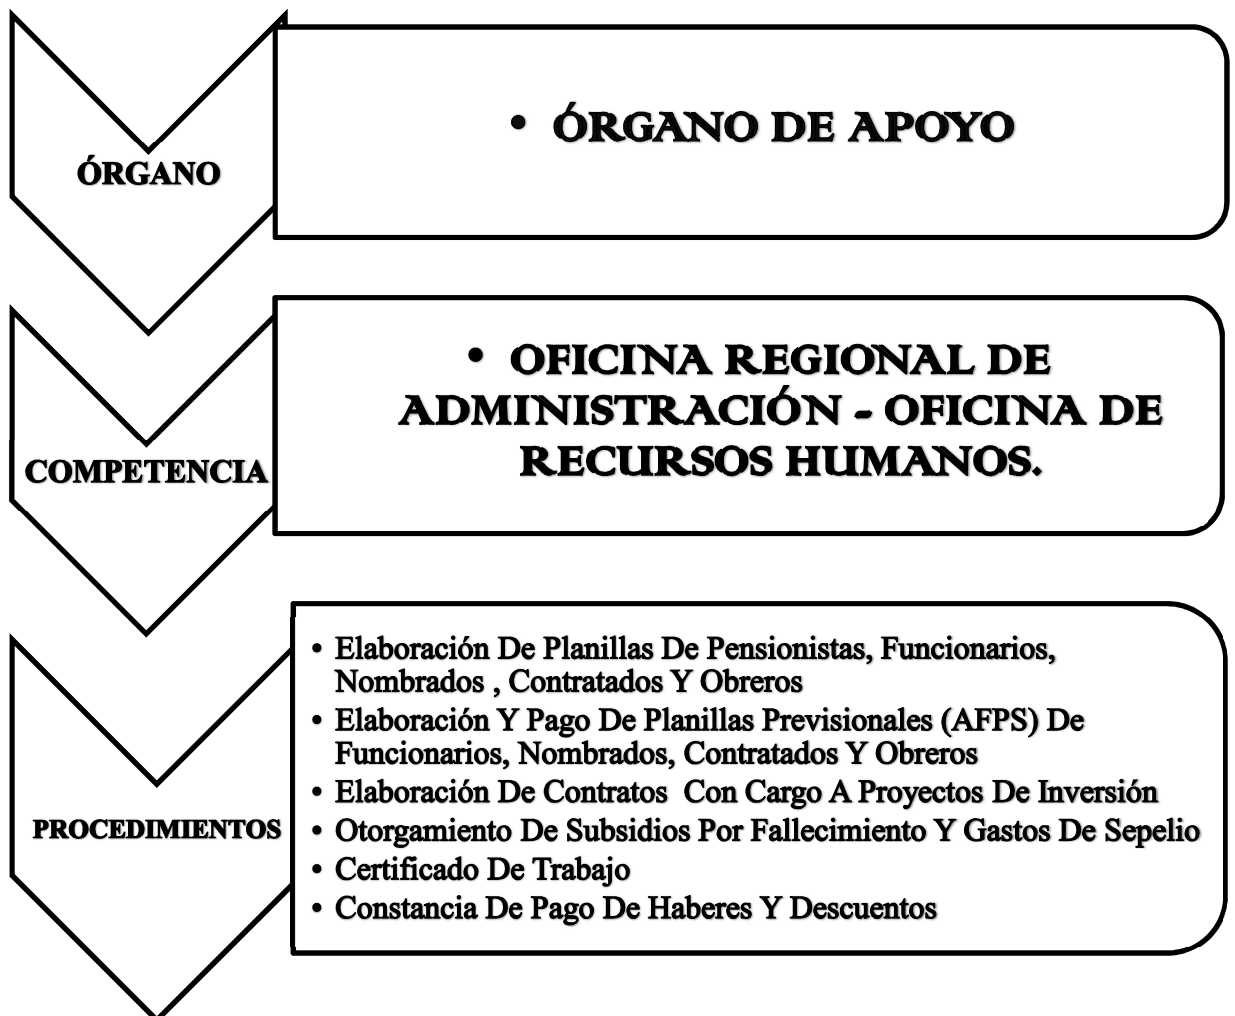 ÓRGANO
• ÓRGANO DE APOYO
COMPETENCIA
• OFICINA REGIONAL DE
ADMINISTRACIÓN - OFICINA DE
RECURSOS HUMANOS.
PROCEDIMIENTOS
• Elaboración De Planillas De Pensionistas, Funcionarios,
Nombrados , Contratados Y Obreros
• Elaboración Y Pago De Planillas Previsionales (AFPS) De
Funcionarios, Nombrados, Contratados Y Obreros
• Elaboración De Contratos  Con Cargo A Proyectos De Inversión
• Otorgamiento De Subsidios Por Fallecimiento Y Gastos De Sepelio
• Certificado De Trabajo
• Constancia De Pago De Haberes Y Descuentos